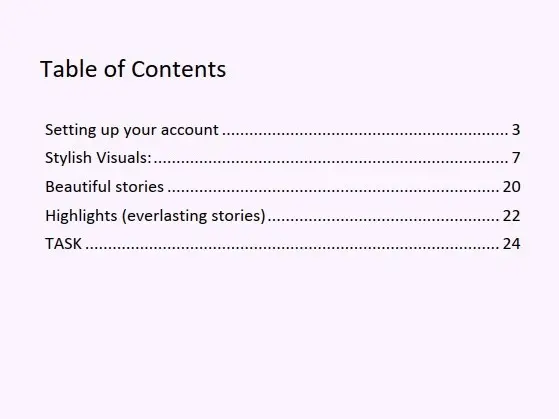 Table of Contents
Setting up your account ............................................................... 3
Stylish Visuals: .............................................................................. 7
Beautiful stories ......................................................................... 20
Highlights (everlasting stories) ................................................... 22
TASK ........................................................................................... 24